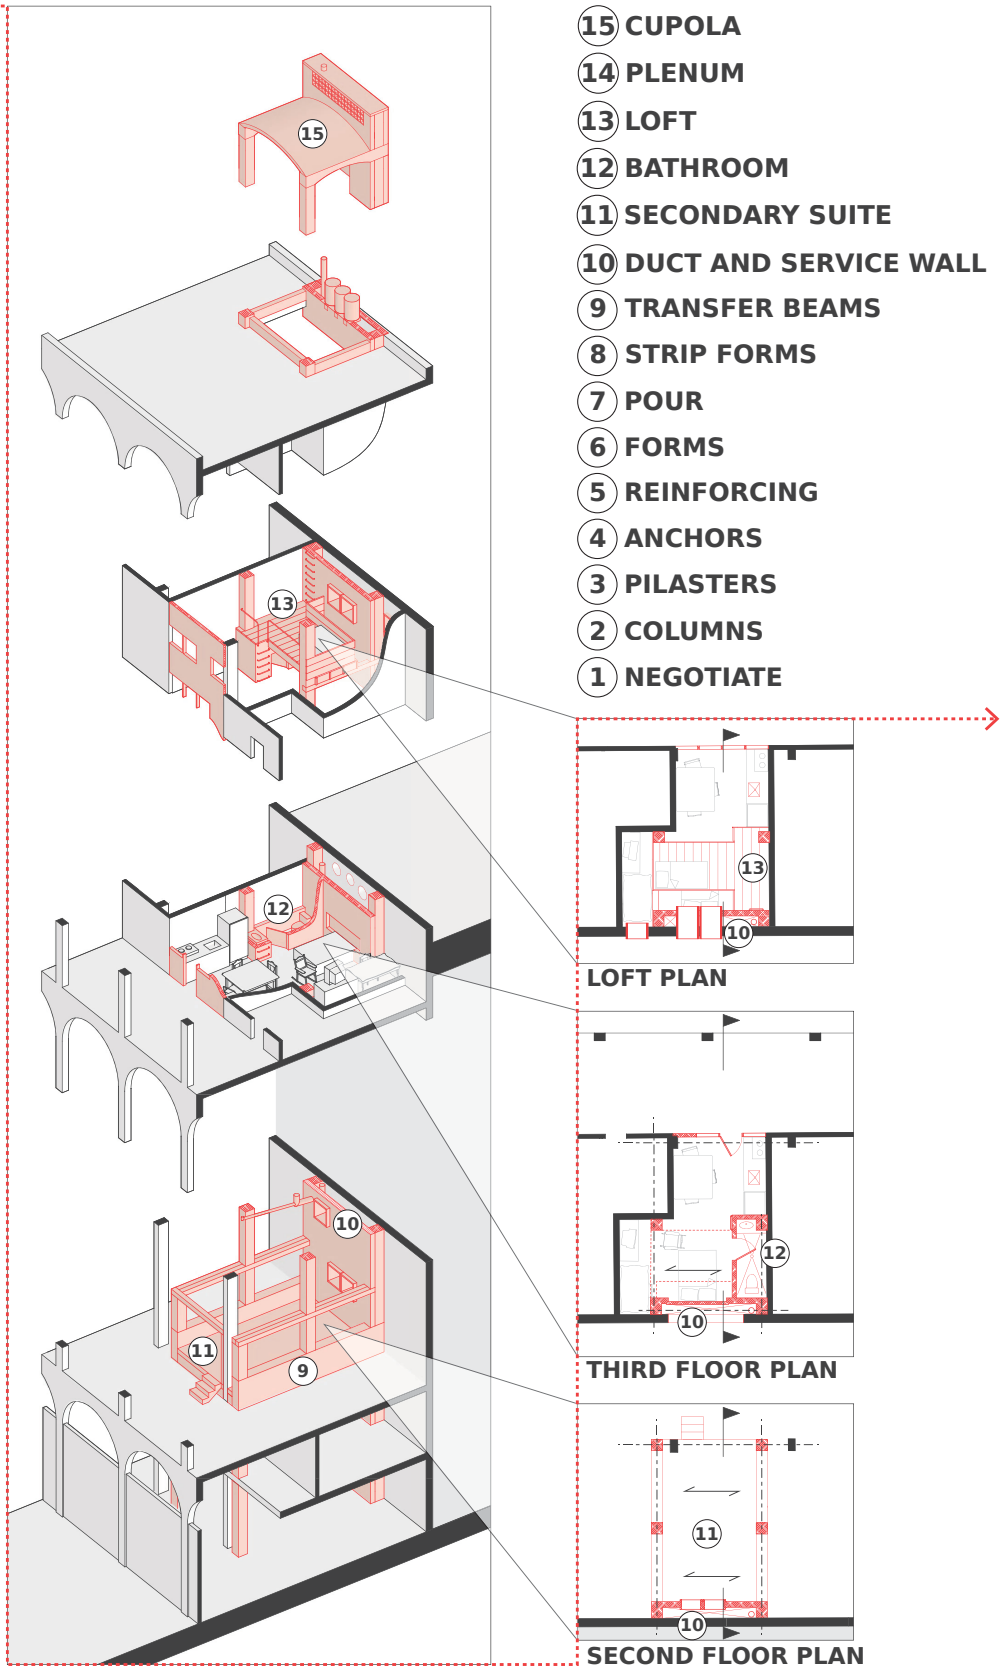 15 CUPOLA
14 PLENUM
13 LOFT
12 BATHROOM
11 SECONDARY SUITE
10 DUCT AND SERVICE WALL
9 TRANSFER BEAMS
8 STRIP FORMS
7 POUR
6 FORMS
5 REINFORCING
4 ANCHORS
3 PILASTERS
2 COLUMNS
1 NEGOTIATE
15
13
12
10
11
9
13
10
LOFT PLAN
12
10
THIRD FLOOR PLAN
11
10
SECOND FLOOR PLAN